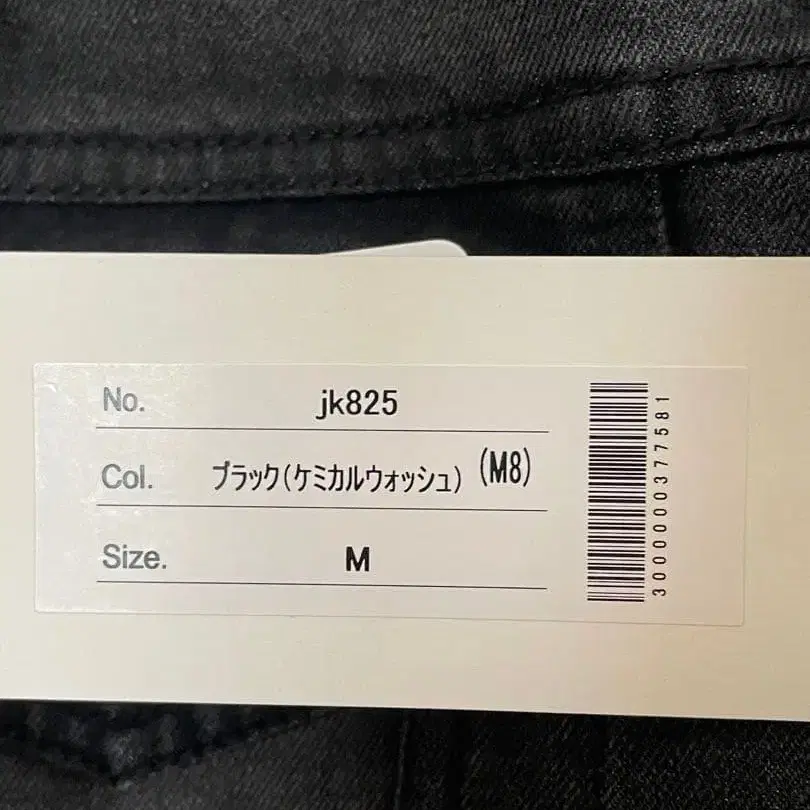 No. jk825
Col. ブラック(ケミカルウォッシュ) (M8)
Size. M
3000000377581